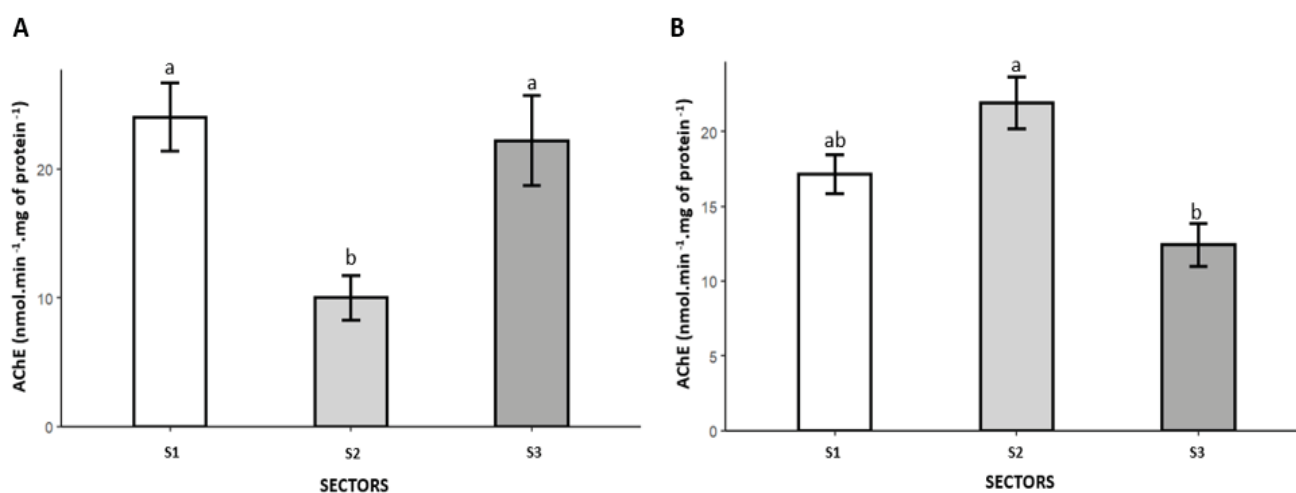 A
AChE (nmol.min⁻¹.mg of protein⁻¹)
20
10
0
a
b
a
S1 S2 S3
SECTORS
B
AChE (nmol.min⁻¹.mg of protein⁻¹)
20
15
10
5
0
ab
a
b
S1 S2 S3
SECTORS